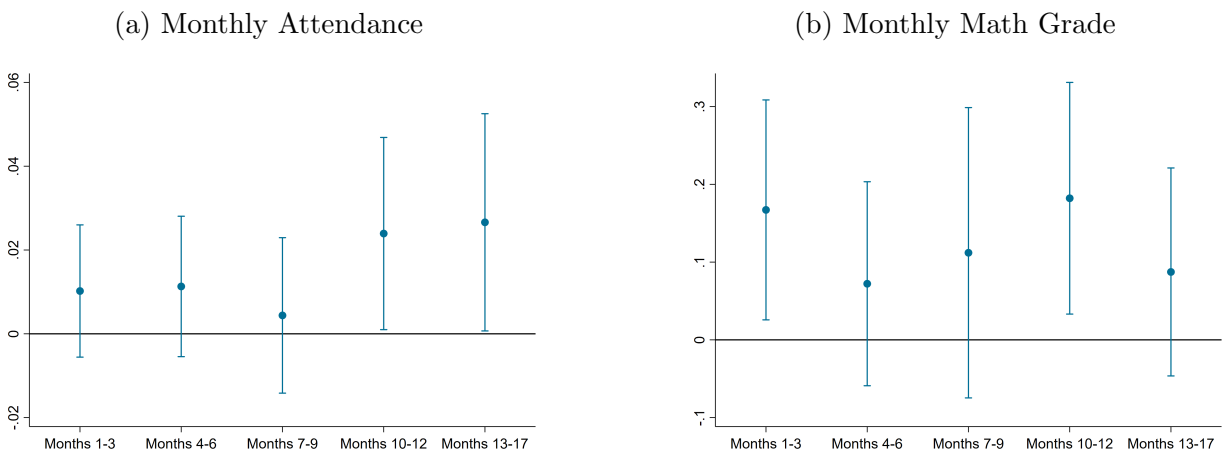 (a) Monthly Attendance
.06
.04
.02
0
-.02
Months 1-3 Months 4-6 Months 7-9 Months 10-12 Months 13-17
(b) Monthly Math Grade
.3
.2
.1
0
-.1
Months 1-3 Months 4-6 Months 7-9 Months 10-12 Months 13-17